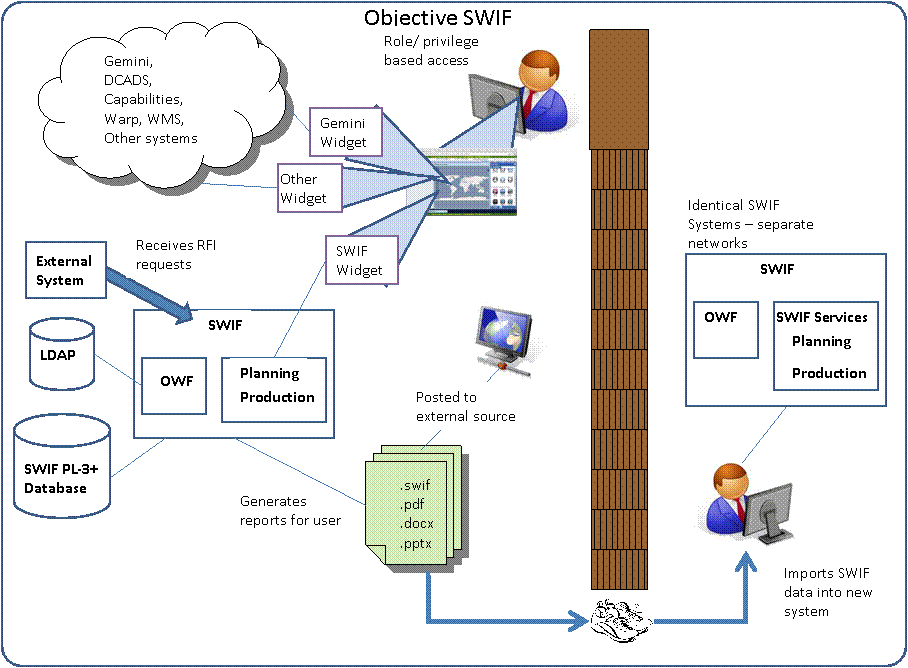 Objective SWIF
Role/ privilege
based access
Gemini,
DCADS,
Capabilities,
Warp, WMS,
Other systems
Gemini
Widget
Other
Widget
SWIF
Widget
External
System
Receives RFI
requests
SWIF
LDAP
OWF
Planning
Production
SWIF PL-3+
Database
Generates
reports for user
Posted to
external source
.swif
.pdf
.docx
.pptx
Identical SWIF
Systems – separate
networks
SWIF
OWF
SWIF Services
Planning
Production
Imports SWIF
data into new
system